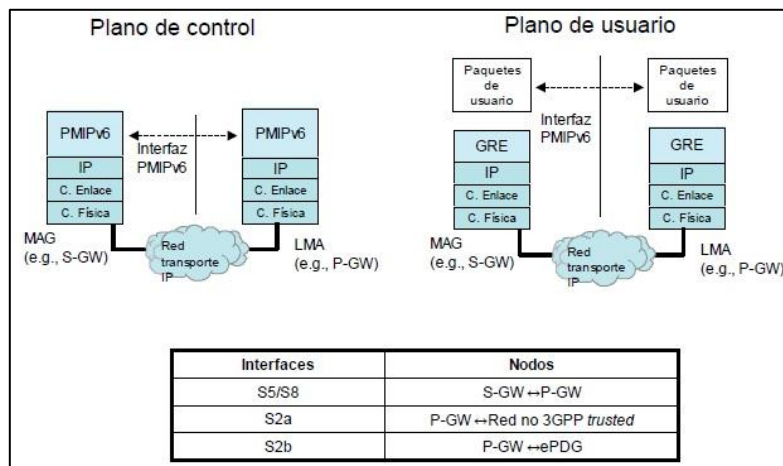 Plano de control
PMIPv6
PMIPv6
Interfaz
PMIPv6
IP
IP
C. Enlace
C. Enlace
C. Física
C. Física
MAG
(e.g., S-GW)
Red
transporte
IP
LMA
(e.g., P-GW)
Plano de usuario
Paquetes
de
usuario
Paquetes
de
usuario
Interfaz
PMIPv6
GRE
GRE
IP
IP
C. Enlace
C. Enlace
C. Física
C. Física
MAG
(e.g., S-GW)
Red
transporte
IP
LMA
(e.g., P-GW)
Interfaces Nodos
S5/S8 S-GW ↔P-GW
S2a P-GW ↔Red no 3GPP trusted
S2b P-GW ↔ePDG